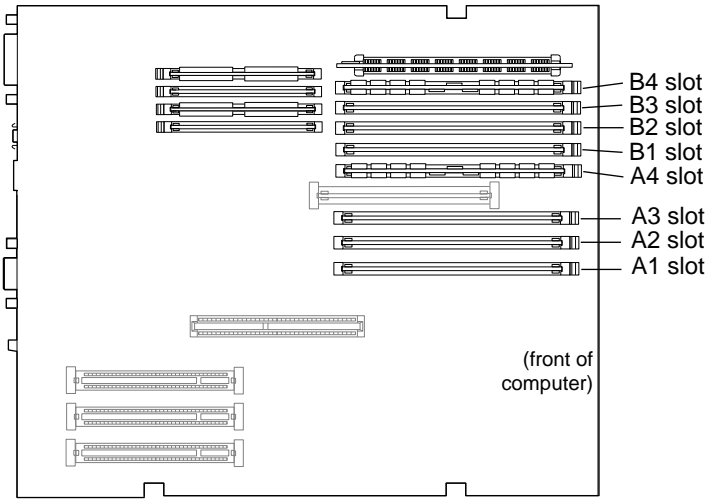 B4 slot
B3 slot
B2 slot
B1 slot
A4 slot
A3 slot
A2 slot
A1 slot
(front of
computer)